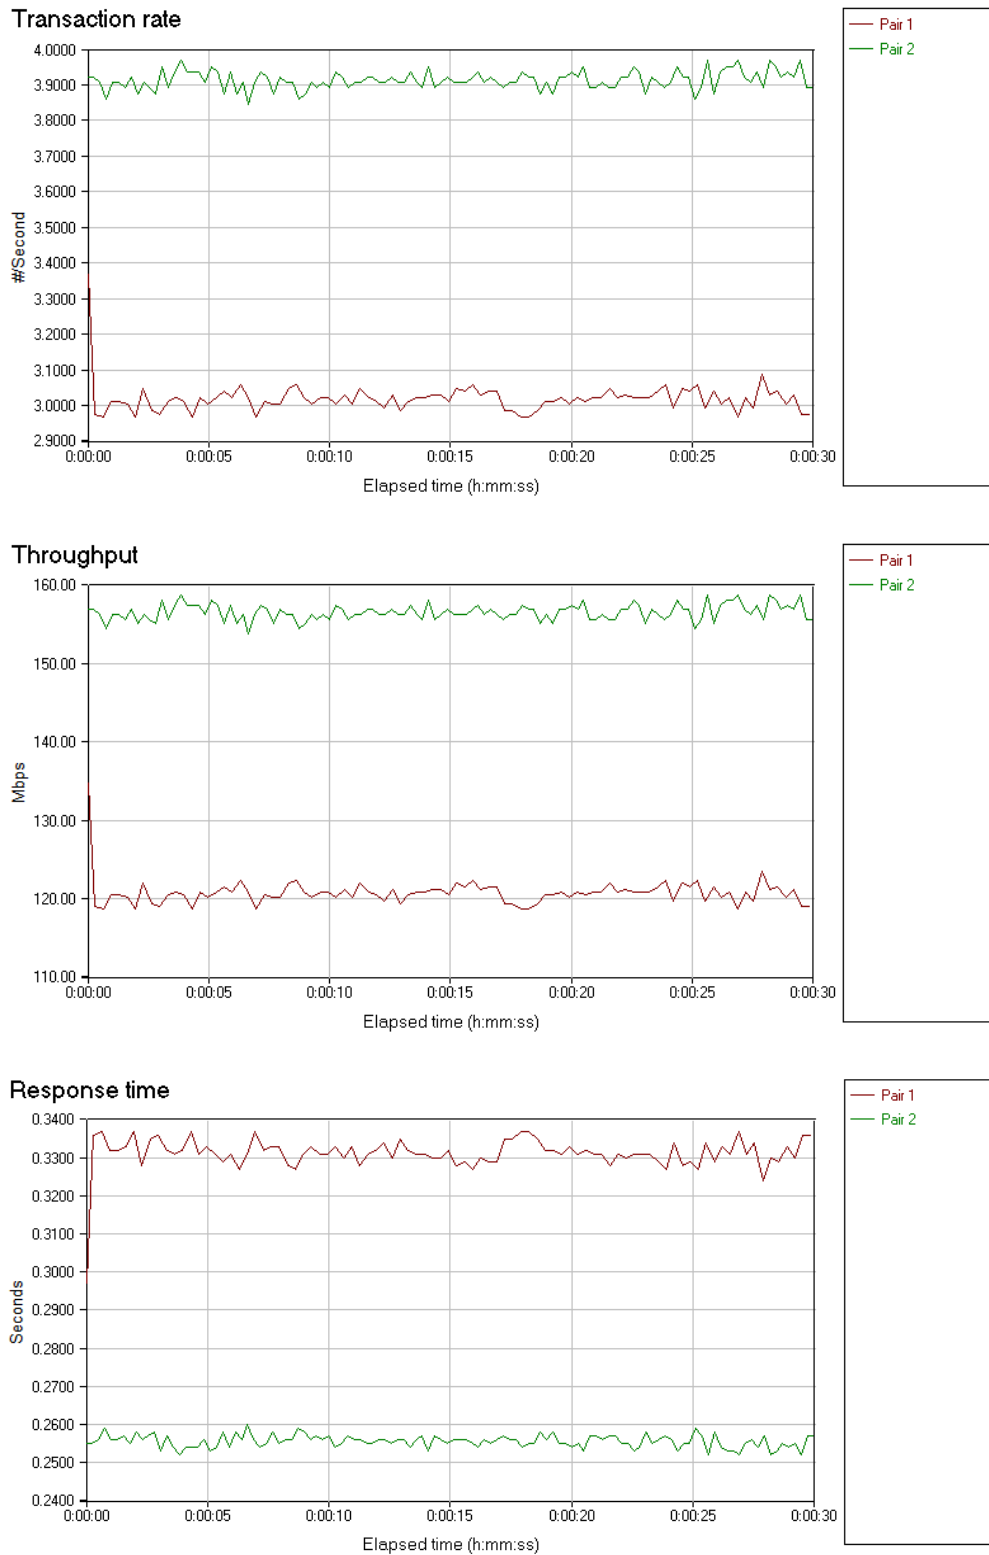 Transaction rate
Pair 1
Pair 2
4.0000
3.9000
3.8000
3.7000
3.6000
3.5000
3.4000
3.3000
3.2000
3.1000
3.0000
2.9000
#/Second
0:00:00 0:00:05 0:00:10 0:00:15 0:00:20 0:00:25 0:00:30
Elapsed time (h:mm:ss)
Throughput
Pair 1
Pair 2
160.00
150.00
140.00
130.00
120.00
110.00
Mbps
0:00:00 0:00:05 0:00:10 0:00:15 0:00:20 0:00:25 0:00:30
Elapsed time (h:mm:ss)
Response time
Pair 1
Pair 2
0.3400
0.3300
0.3200
0.3100
0.3000
0.2900
0.2800
0.2700
0.2600
0.2500
0.2400
Seconds
0:00:00 0:00:05 0:00:10 0:00:15 0:00:20 0:00:25 0:00:30
Elapsed time (h:mm:ss)